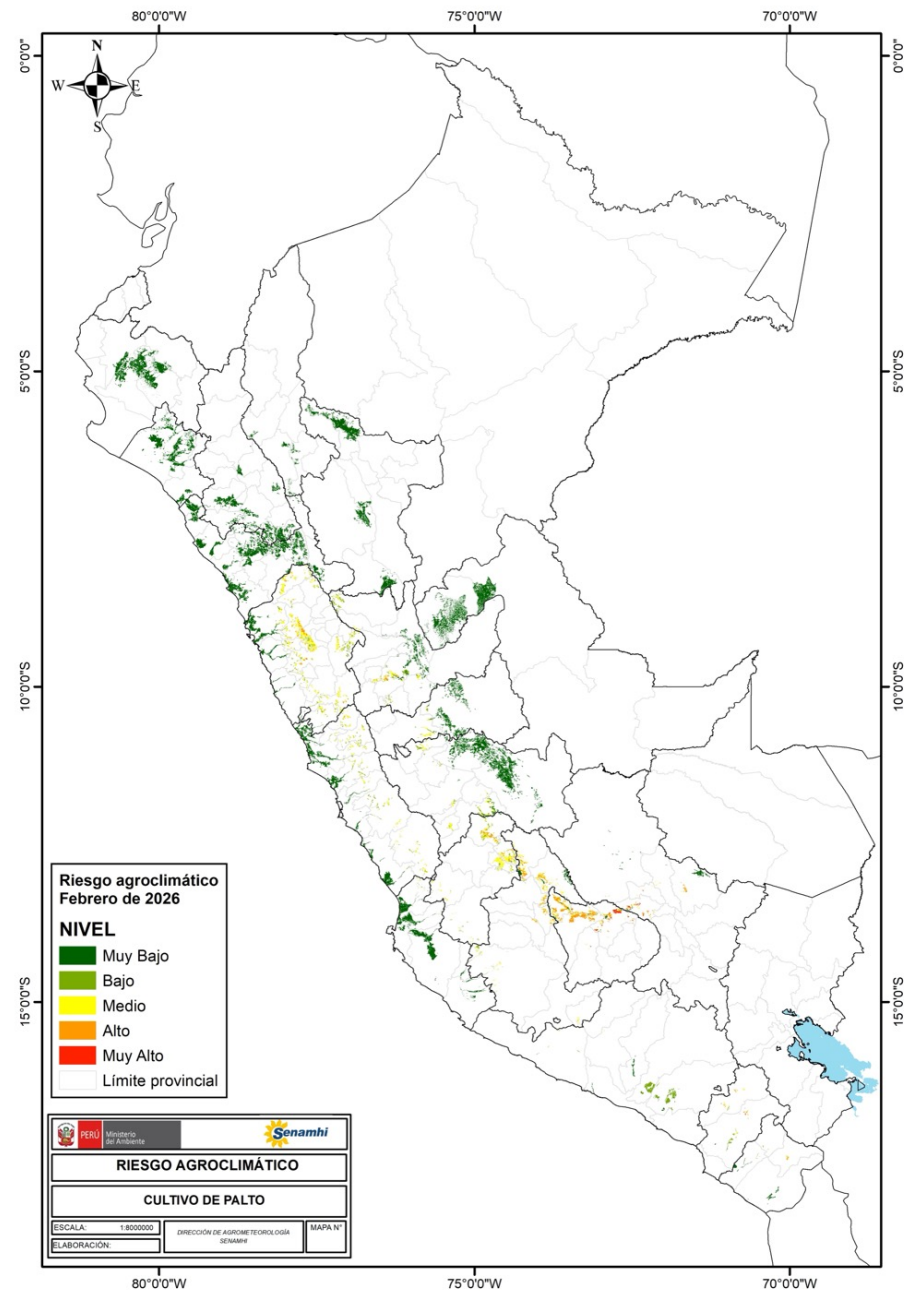 80°0'0"W 75°0'0"W 70°0'0"W
0°0'0" 0°0'0"
N
W E
S
5°0'0"S 5°0'0"S
10°0'0"S 10°0'0"S
Riesgo agroclimático
Febrero de 2026
NIVEL
Muy Bajo
Bajo
Medio
Alto
Muy Alto
Límite provincial
15°0'0"S 15°0'0"S
PERÚ Ministerio
del Ambiente
Senamhi
RIESGO AGROCLIMÁTICO
CULTIVO DE PALTO
ESCALA: 1:8000000
DIRECCIÓN DE AGROMETEOROLOGÍA
SENAMHI
MAPA N°
ELABORACIÓN:
80°0'0"W 75°0'0"W 70°0'0"W